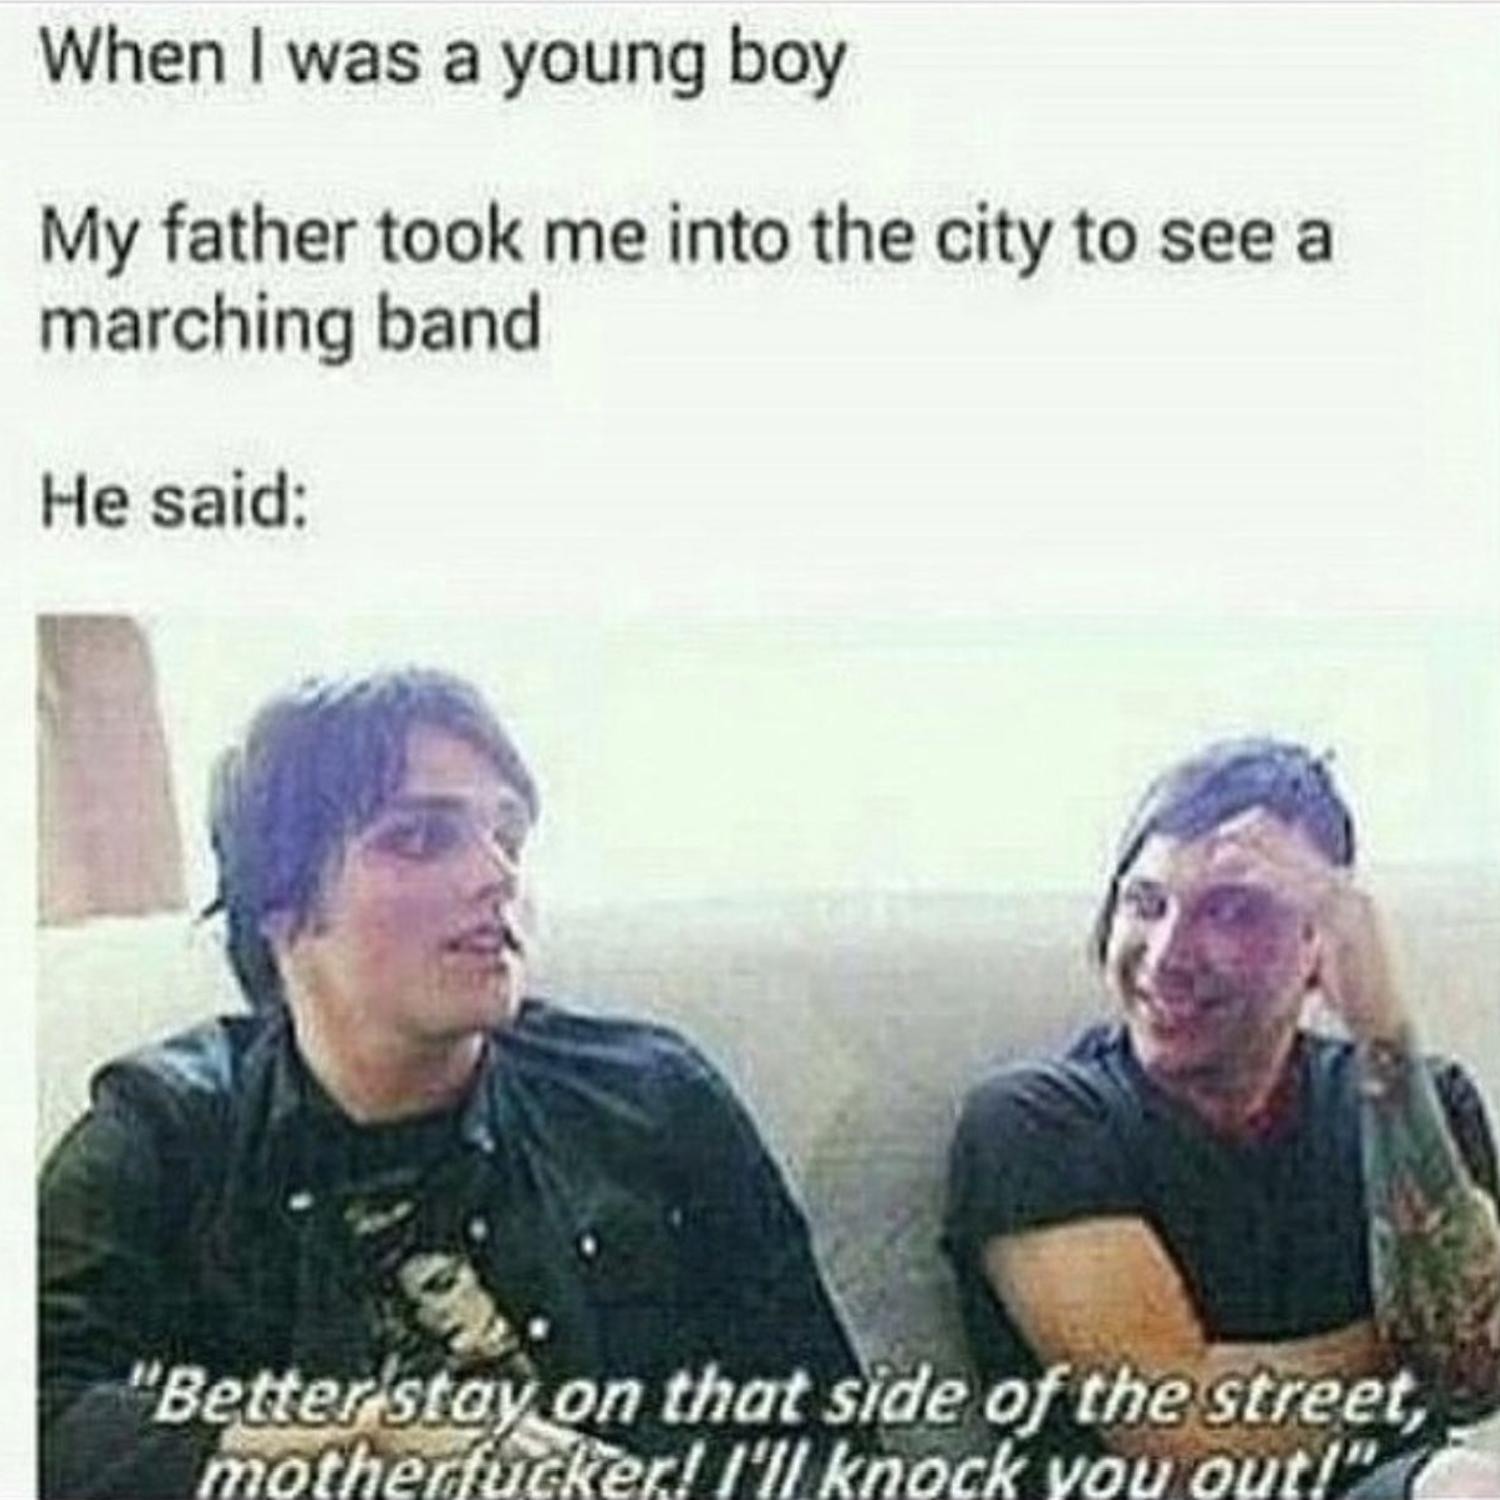 When I was a young boy
My father took me into the city to see a
marching band
He said:
"Better stay on that side of the street,
motherfucker! I'll knock you out!"